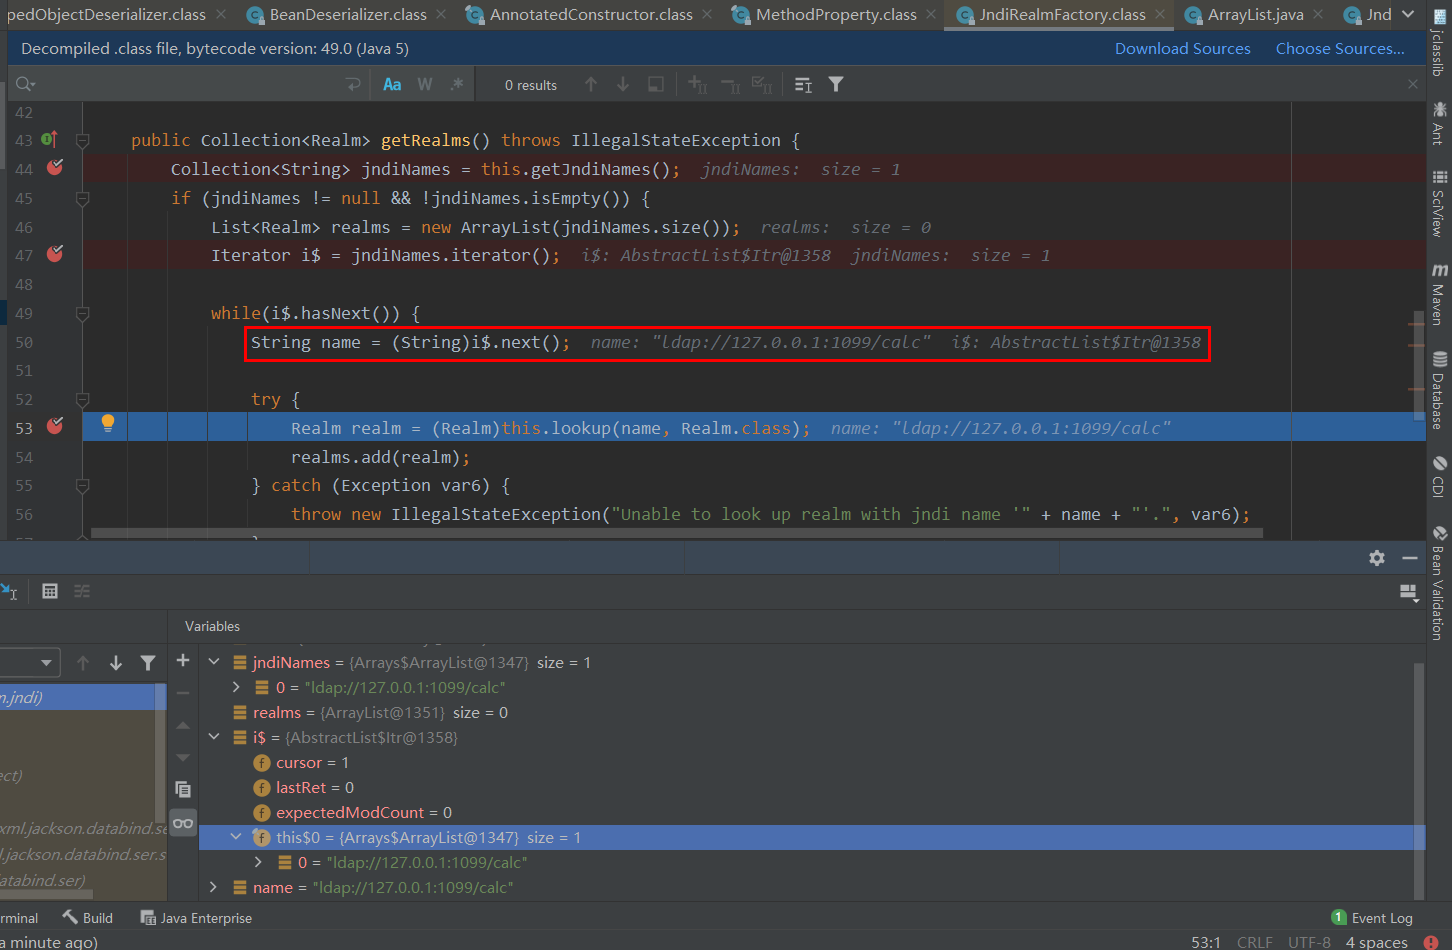 pedObjectDeserializer.class BeanDeserializer.class AnnotatedConstructor.class MethodProperty.class JndiRealmFactory.class ArrayList.java Jnd
Decompiled .class file, bytecode version: 49.0 (Java 5) Download Sources Choose Sources...
Aa W .* 0 results
42
43 public Collection<Realm> getRealms() throws IllegalStateException {
44 Collection<String> jndiNames = this.getJndiNames(); jndiNames: size = 1
45 if (jndiNames != null && !jndiNames.isEmpty()) {
46 List<Realm> realms = new ArrayList(jndiNames.size()); realms: size = 0
47 Iterator i$ = jndiNames.iterator(); i$: AbstractList$Itr@1358 jndiNames: size = 1
48
49 while(i$.hasNext()) {
50 String name = (String)i$.next(); name: "ldap://127.0.0.1:1099/calc" i$: AbstractList$Itr@1358
51
52 try {
53 Realm realm = (Realm)this.lookup(name, Realm.class); name: "ldap://127.0.0.1:1099/calc"
54 realms.add(realm);
55 } catch (Exception var6) {
56 throw new IllegalStateException("Unable to look up realm with jndi name '" + name + "'.", var6);
jclasslib
Ant
SciView
Maven
Database
CDI
Bean Validation
Variables
jndiNames = {Arrays$ArrayList@1347} size = 1
n.jndi) 0 = "ldap://127.0.0.1:1099/calc"
realms = {ArrayList@1351} size = 0
i$ = {AbstractList$Itr@1358}
ect) cursor = 1
lastRet = 0
expectedModCount = 0
xml.jackson.databind.se this$0 = {Arrays$ArrayList@1347} size = 1
l.jackson.databind.ser.s 0 = "ldap://127.0.0.1:1099/calc"
atabind.ser) name = "ldap://127.0.0.1:1099/calc"
rminal Build Java Enterprise 1 Event Log
a minute ago) 53:1 CRLF UTF-8 4 spaces